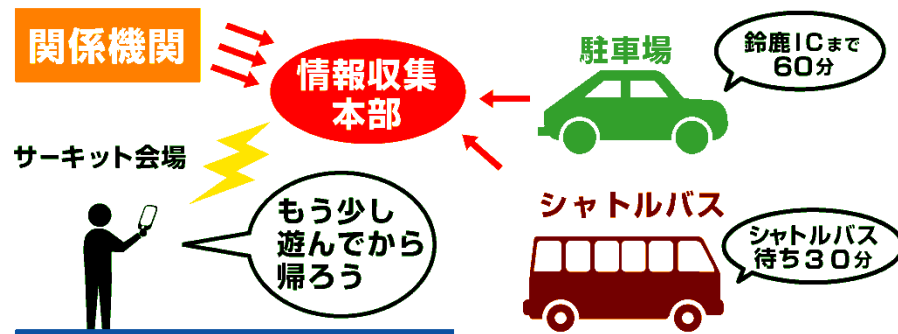 関係機関
情報収集
本部
駐車場
鈴鹿ICまで
60分
サーキット会場
もう少し
遊んでから
帰ろう
シャトルバス
シャトルバス
待ち30分